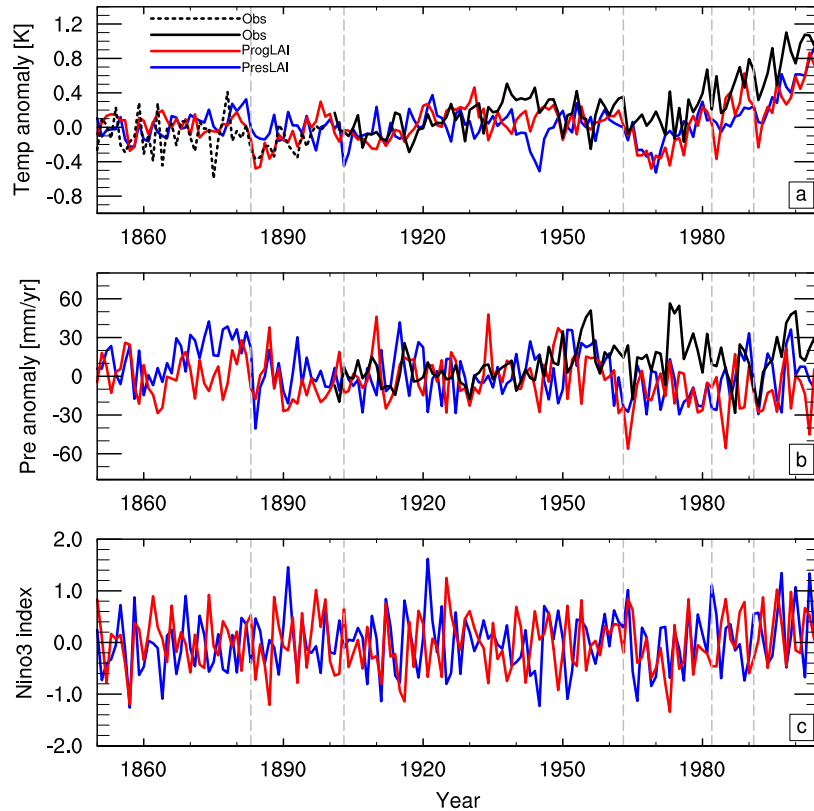 Obs
Obs
ProgLAI
PresLAI
Temp anomaly [K]
1.2
0.8
0.4
0.0
-0.4
-0.8
a
1860 1890 1920 1950 1980
Pre anomaly [mm/yr]
60
30
0
-30
-60
b
1860 1890 1920 1950 1980
Nino3 index
2.0
1.0
0.0
-1.0
-2.0
c
1860 1890 1920 1950 1980
Year